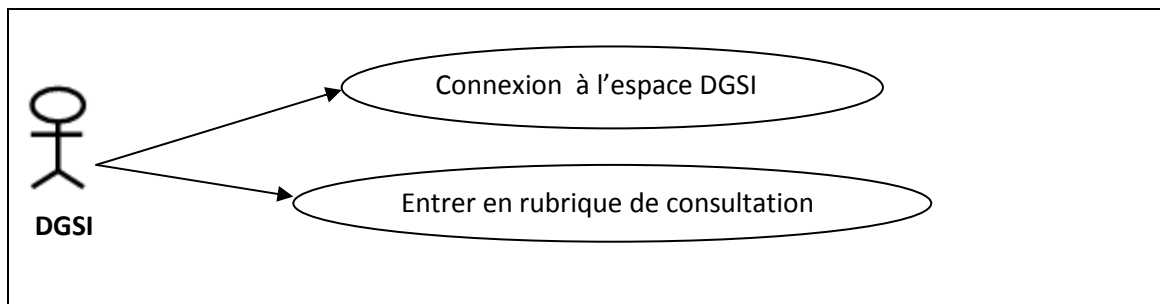 Connexion à l’espace DGSI
Entrer en rubrique de consultation
DGSI